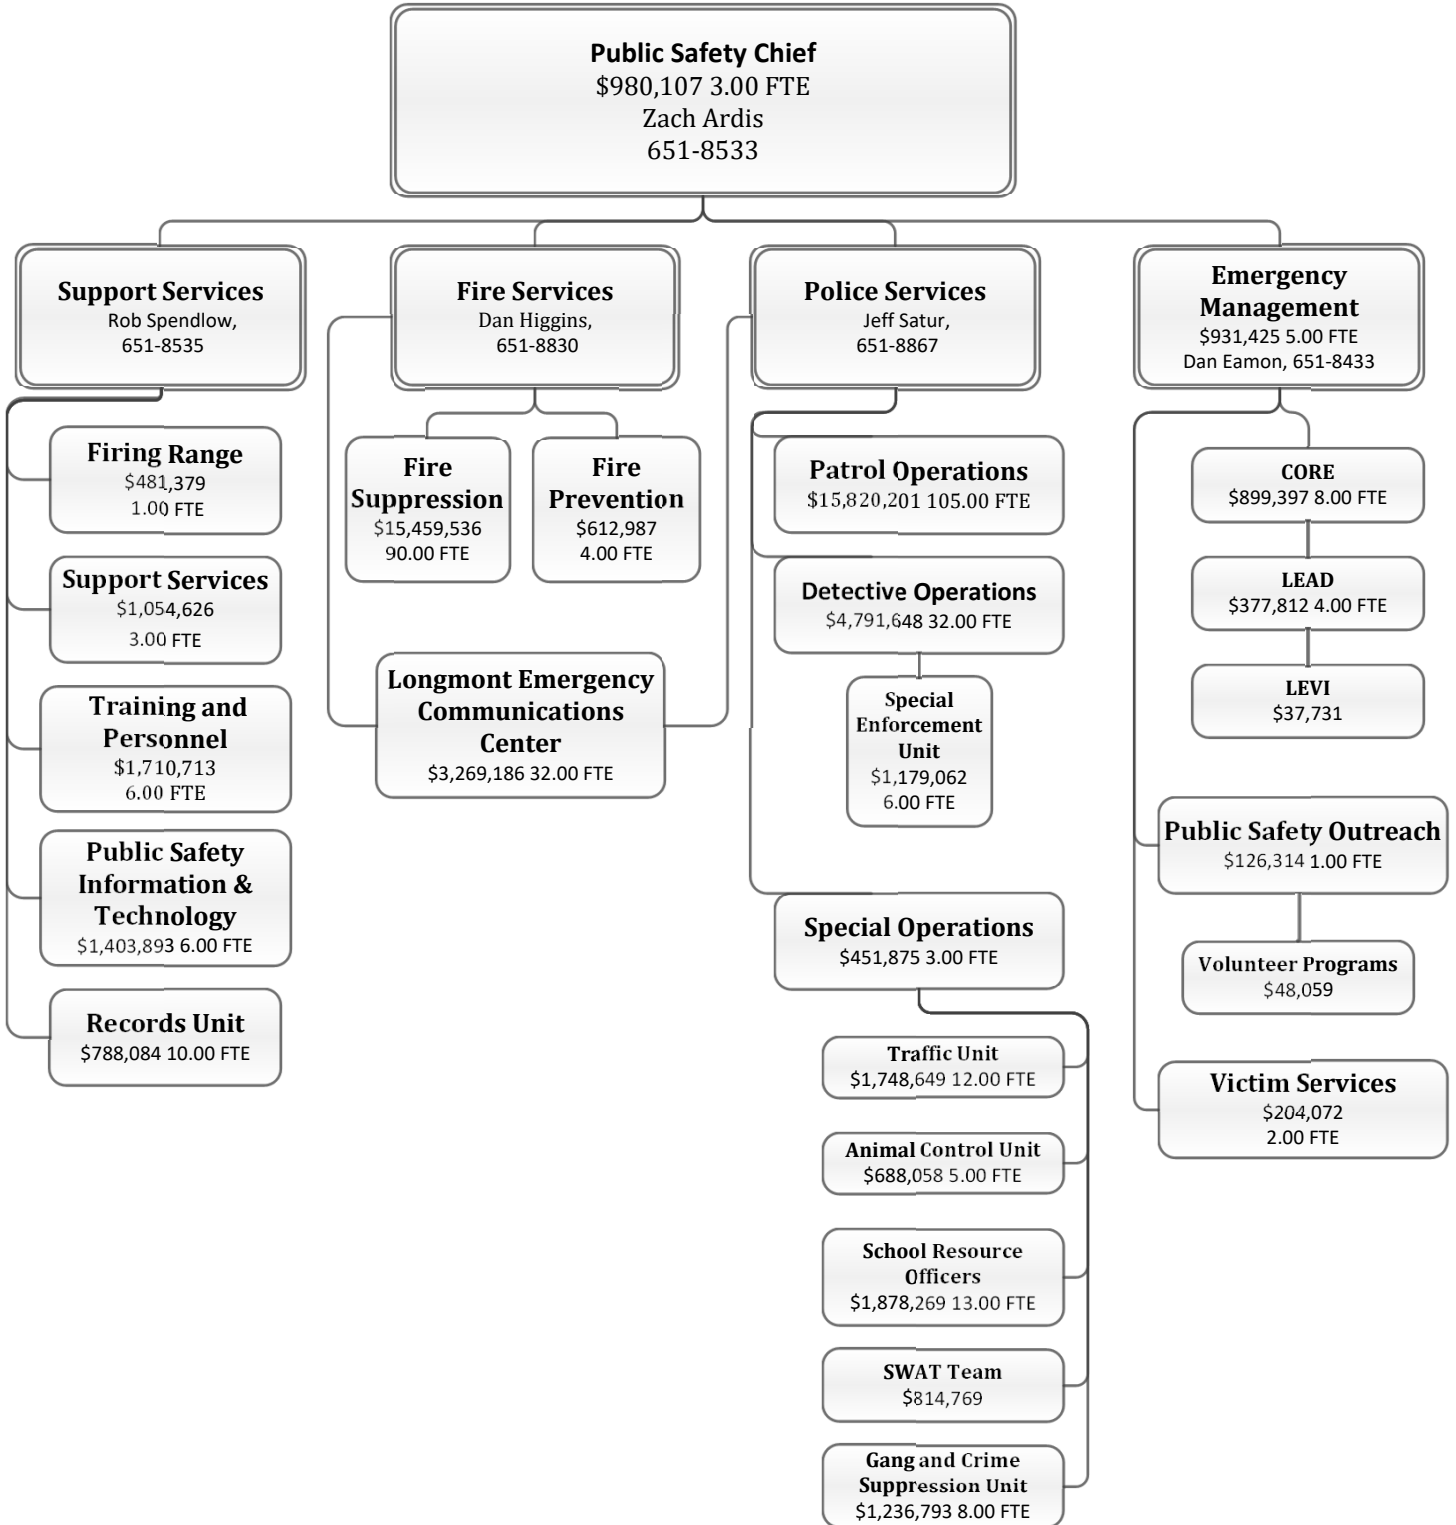 Public Safety Chief
$980,107 3.00 FTE
Zach Ardis
651-8533
Support Services
Rob Spendlow,
651-8535
Fire Services
Dan Higgins,
651-8830
Police Services
Jeff Satur,
651-8867
Emergency
Management
$931,425 5.00 FTE
Dan Eamon, 651-8433
Firing Range
$481,379
1.00 FTE
Support Services
$1,054,626
3.00 FTE
Training and
Personnel
$1,710,713
6.00 FTE
Public Safety
Information &
Technology
$1,403,893 6.00 FTE
Records Unit
$788,084 10.00 FTE
Fire
Suppression
$15,459,536
90.00 FTE
Fire
Prevention
$612,987
4.00 FTE
Longmont Emergency
Communications
Center
$3,269,186 32.00 FTE
Patrol Operations
$15,820,201 105.00 FTE
Detective Operations
$4,791,648 32.00 FTE
Special
Enforcement
Unit
$1,179,062
6.00 FTE
Special Operations
$451,875 3.00 FTE
Traffic Unit
$1,748,649 12.00 FTE
Animal Control Unit
$688,058 5.00 FTE
School Resource
Officers
$1,878,269 13.00 FTE
SWAT Team
$814,769
Gang and Crime
Suppression Unit
$1,236,793 8.00 FTE
CORE
$899,397 8.00 FTE
LEAD
$377,812 4.00 FTE
LEVI
$37,731
Public Safety Outreach
$126,314 1.00 FTE
Volunteer Programs
$48,059
Victim Services
$204,072
2.00 FTE